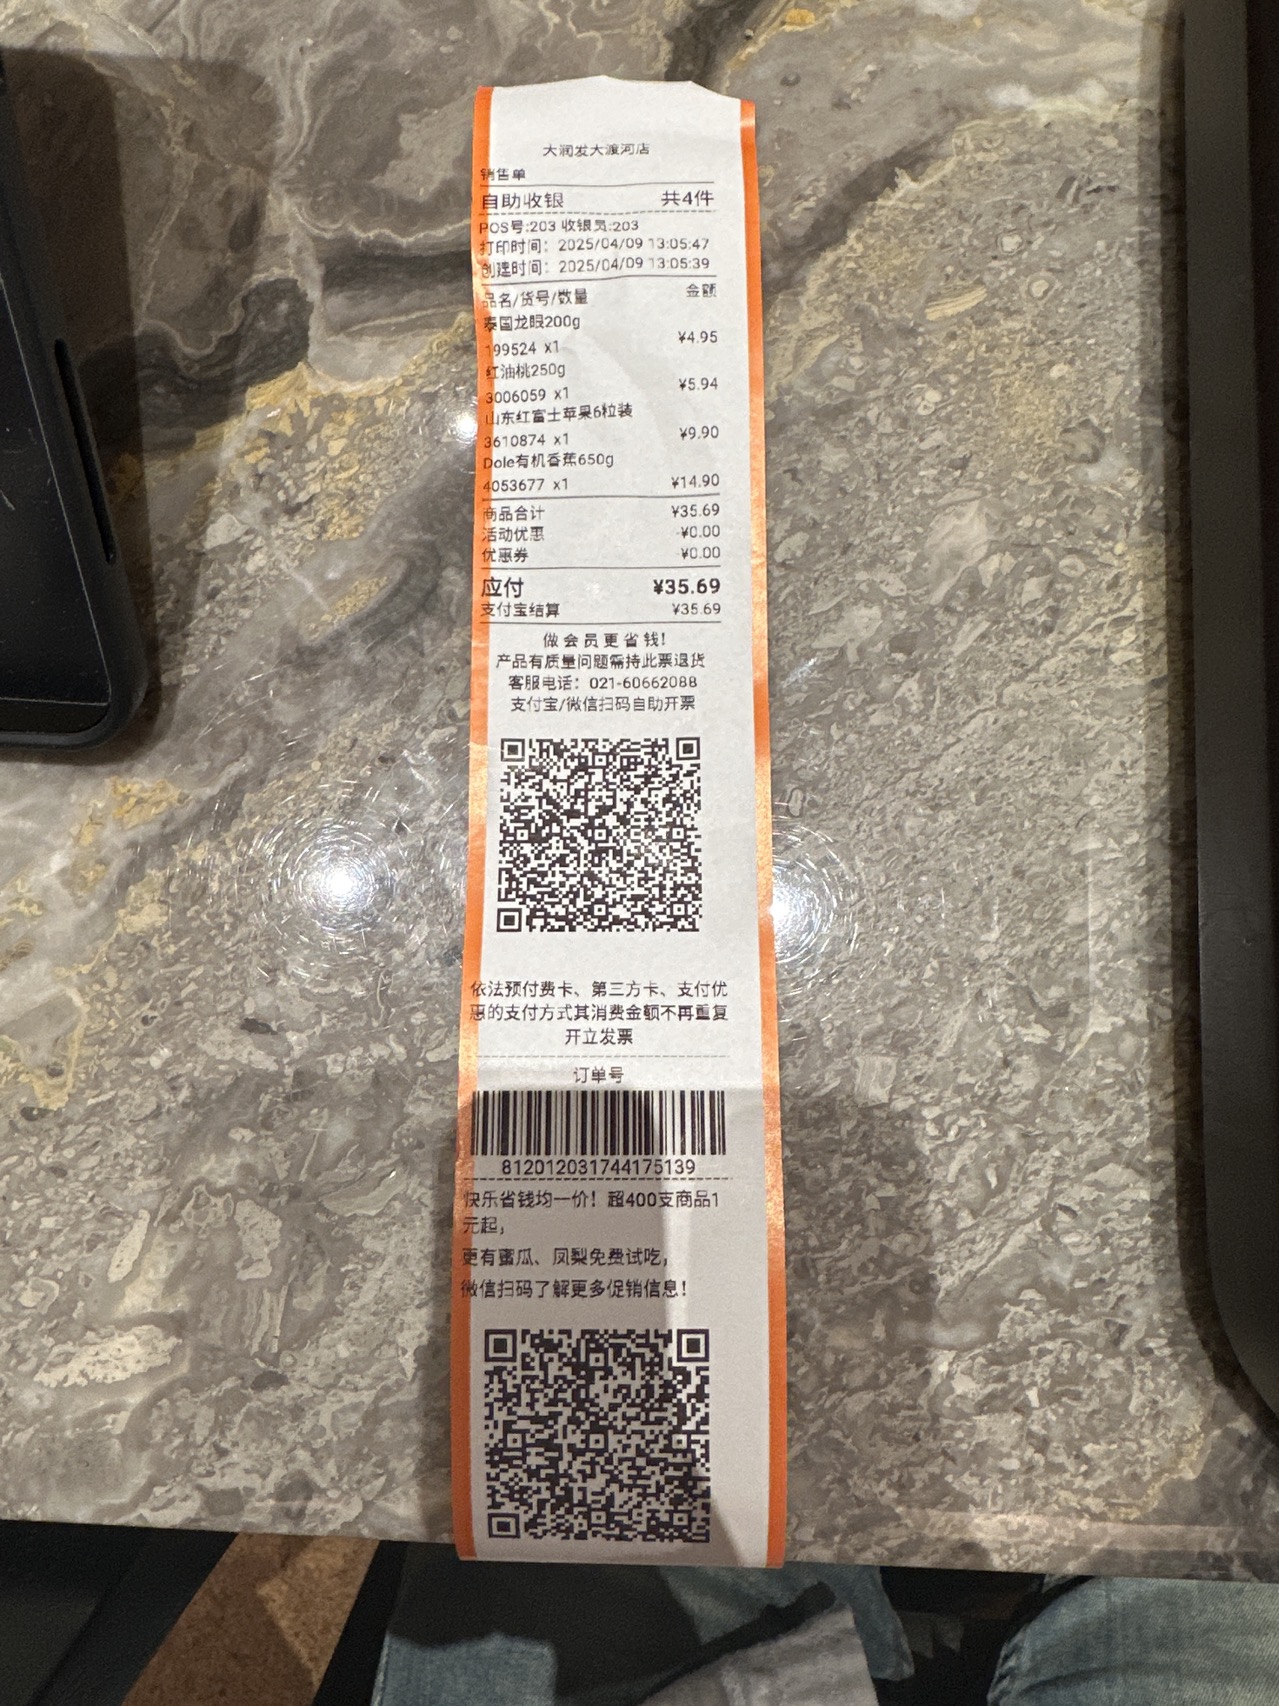 大润发大渡河店
销售单
自助收银 共4件
POS号:203 收银员:203
打印时间: 2025/04/09 13:05:47
创建时间: 2025/04/09 13:05:39
品名/货号/数量 金额
泰国龙眼200g
199524 x1 ¥4.95
红油桃250g
3006059 x1 ¥5.94
山东红富士苹果6粒装
3610874 x1 ¥9.90
Dole有机香蕉650g
4053677 x1 ¥14.90
商品合计 ¥35.69
活动优惠 -¥0.00
优惠券 ¥0.00
应付 ¥35.69
支付宝结算 ¥35.69
做会员更省钱!
产品有质量问题需持此票退货
客服电话: 021-60662088
支付宝/微信扫码自助开票
依法预付费卡、第三方卡、支付优
惠的支付方式其消费金额不再重复
开立发票
订单号
812012031744175139
快乐省钱均一价! 超400支商品1
元起,
更有蜜瓜、凤梨免费试吃,
微信扫码了解更多促销信息!